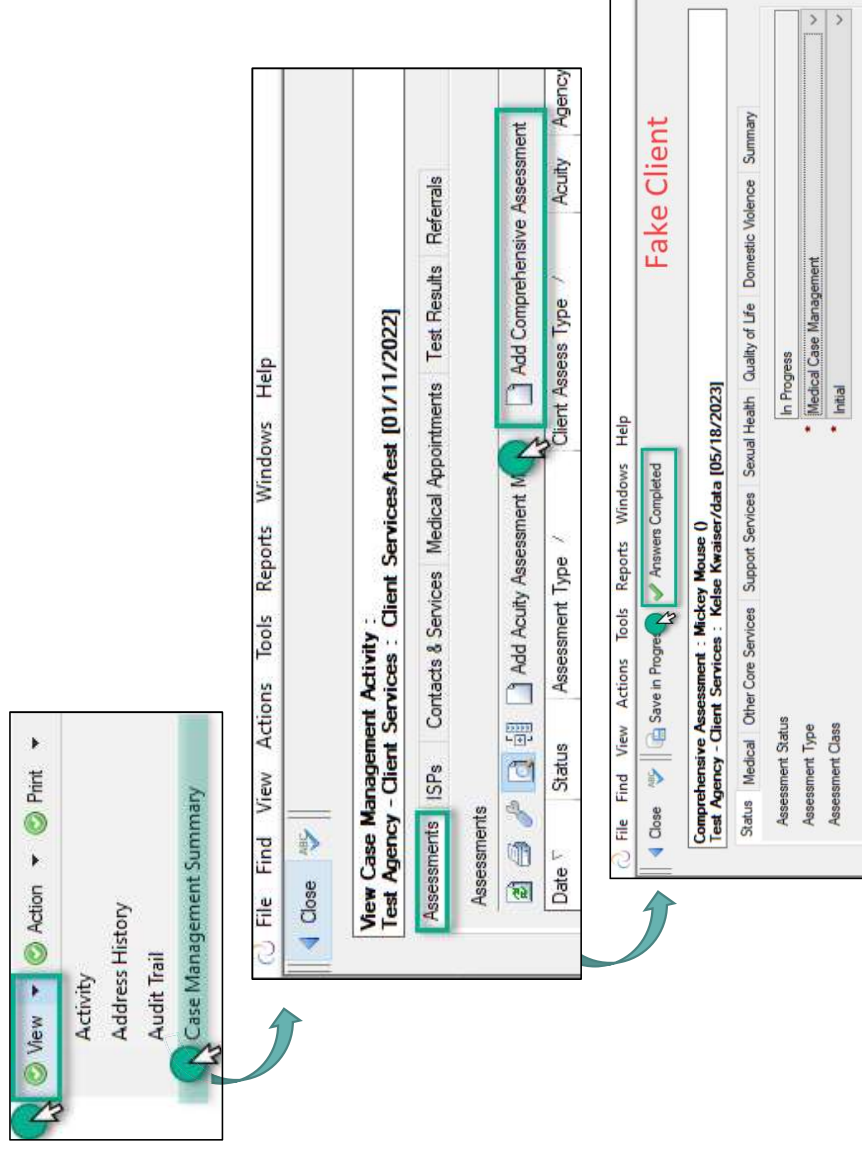 View Action Print
Activity
Address History
Audit Trail
Case Management Summary
File Find View Actions Tools Reports Windows Help
Close ABC
View Case Management Activity :
Test Agency - Client Services : Client Services/test [01/11/2022]
Assessments ISPs Contacts & Services Medical Appointments Test Results Referrals
Assessments
Add Acuity Assessment M Add Comprehensive Assessment
Date Status Assessment Type / Client Assess Type / Acuity Agency
File Find View Actions Tools Reports Windows Help
Close ABC Save in Progres Answers Completed
Fake Client
Comprehensive Assessment : Mickey Mouse ()
Test Agency - Client Services : Kelse Kwaiser/data [05/18/2023]
Status Medical Other Core Services Support Services Sexual Health Quality of Life Domestic Violence Summary
Assessment Status In Progress
Assessment Type * Medical Case Management
Assessment Class * Initial